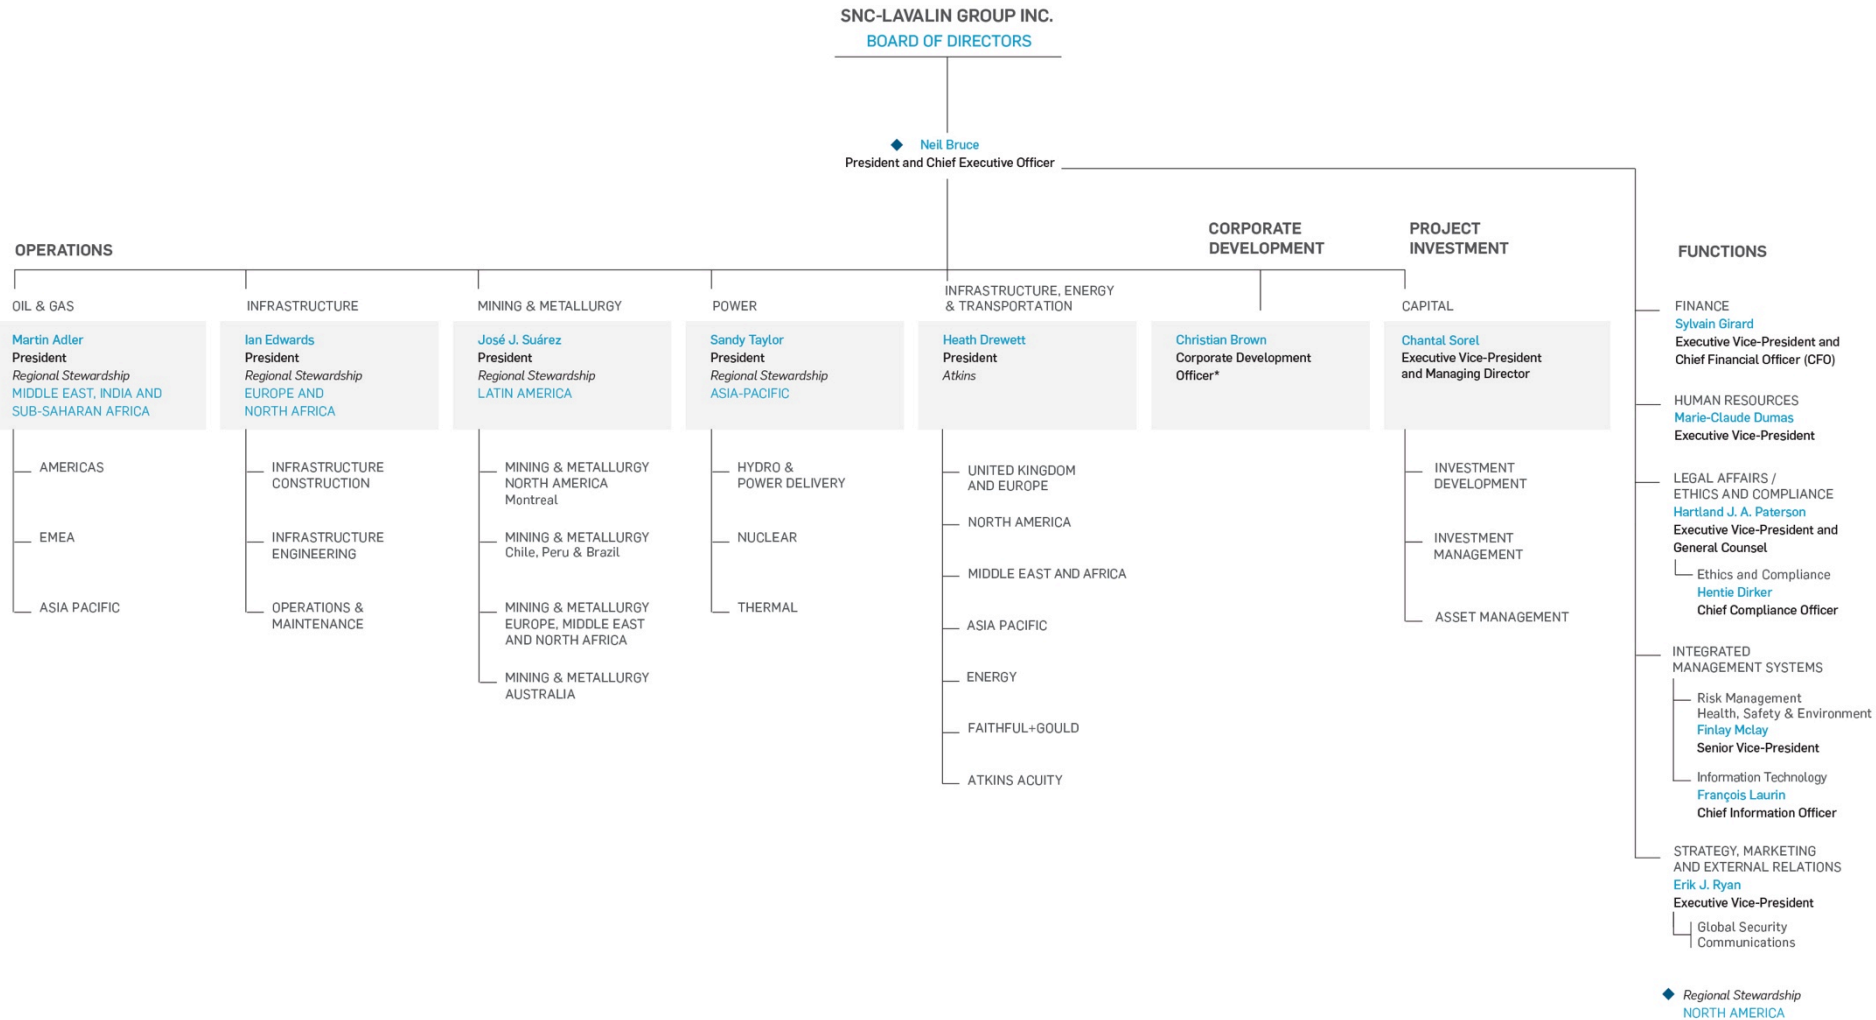 SNC-LAVALIN GROUP INC.
BOARD OF DIRECTORS
Neil Bruce
President and Chief Executive Officer
OPERATIONS
CORPORATE
DEVELOPMENT
PROJECT
INVESTMENT
FUNCTIONS
OIL & GAS
Martin Adler
President
Regional Stewardship
MIDDLE EAST, INDIA AND
SUB-SAHARAN AFRICA
AMERICAS
EMEA
ASIA PACIFIC
INFRASTRUCTURE
Ian Edwards
President
Regional Stewardship
EUROPE AND
NORTH AFRICA
INFRASTRUCTURE
CONSTRUCTION
INFRASTRUCTURE
ENGINEERING
OPERATIONS &
MAINTENANCE
MINING & METALLURGY
José J. Suárez
President
Regional Stewardship
LATIN AMERICA
MINING & METALLURGY
NORTH AMERICA
Montreal
MINING & METALLURGY
Chile, Peru & Brazil
MINING & METALLURGY
EUROPE, MIDDLE EAST
AND NORTH AFRICA
MINING & METALLURGY
AUSTRALIA
POWER
Sandy Taylor
President
Regional Stewardship
ASIA-PACIFIC
HYDRO &
POWER DELIVERY
NUCLEAR
THERMAL
INFRASTRUCTURE, ENERGY
& TRANSPORTATION
Heath Drewett
President
Atkins
UNITED KINGDOM
AND EUROPE
NORTH AMERICA
MIDDLE EAST AND AFRICA
ASIA PACIFIC
ENERGY
FAITHFUL+GOULD
ATKINS ACUITY
Christian Brown
Corporate Development
Officer*
CAPITAL
Chantal Sorel
Executive Vice-President
and Managing Director
INVESTMENT
DEVELOPMENT
INVESTMENT
MANAGEMENT
ASSET MANAGEMENT
FINANCE
Sylvain Girard
Executive Vice-President and
Chief Financial Officer (CFO)
HUMAN RESOURCES
Marie-Claude Dumas
Executive Vice-President
LEGAL AFFAIRS /
ETHICS AND COMPLIANCE
Hartland J. A. Paterson
Executive Vice-President and
General Counsel
Ethics and Compliance
Hentie Dirker
Chief Compliance Officer
INTEGRATED
MANAGEMENT SYSTEMS
Risk Management
Health, Safety & Environment
Finlay Mclay
Senior Vice-President
Information Technology
François Laurin
Chief Information Officer
STRATEGY, MARKETING
AND EXTERNAL RELATIONS
Erik J. Ryan
Executive Vice-President
Global Security
Communications
Regional Stewardship
NORTH AMERICA